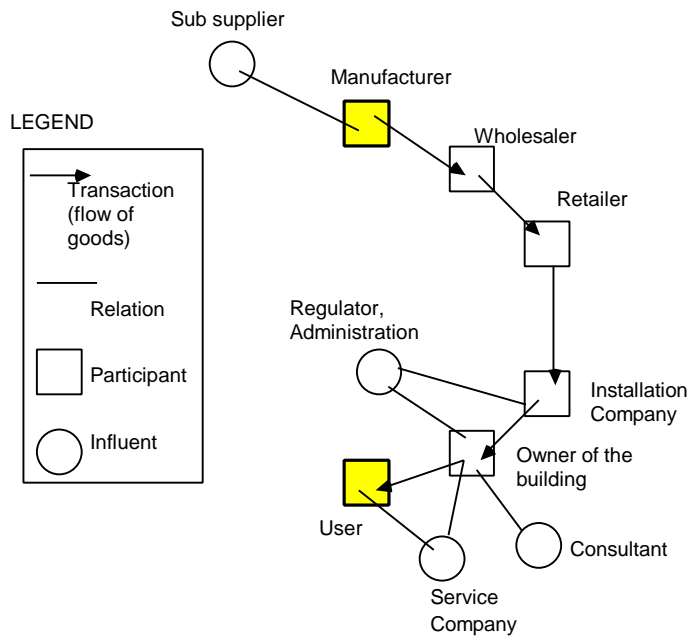 Sub supplier
Manufacturer
LEGEND
Wholesaler
Transaction
(flow of
goods)
Retailer
Relation
Regulator,
Administration
Participant
Installation
Company
Influent
Owner of the
building
User
Consultant
Service
Company